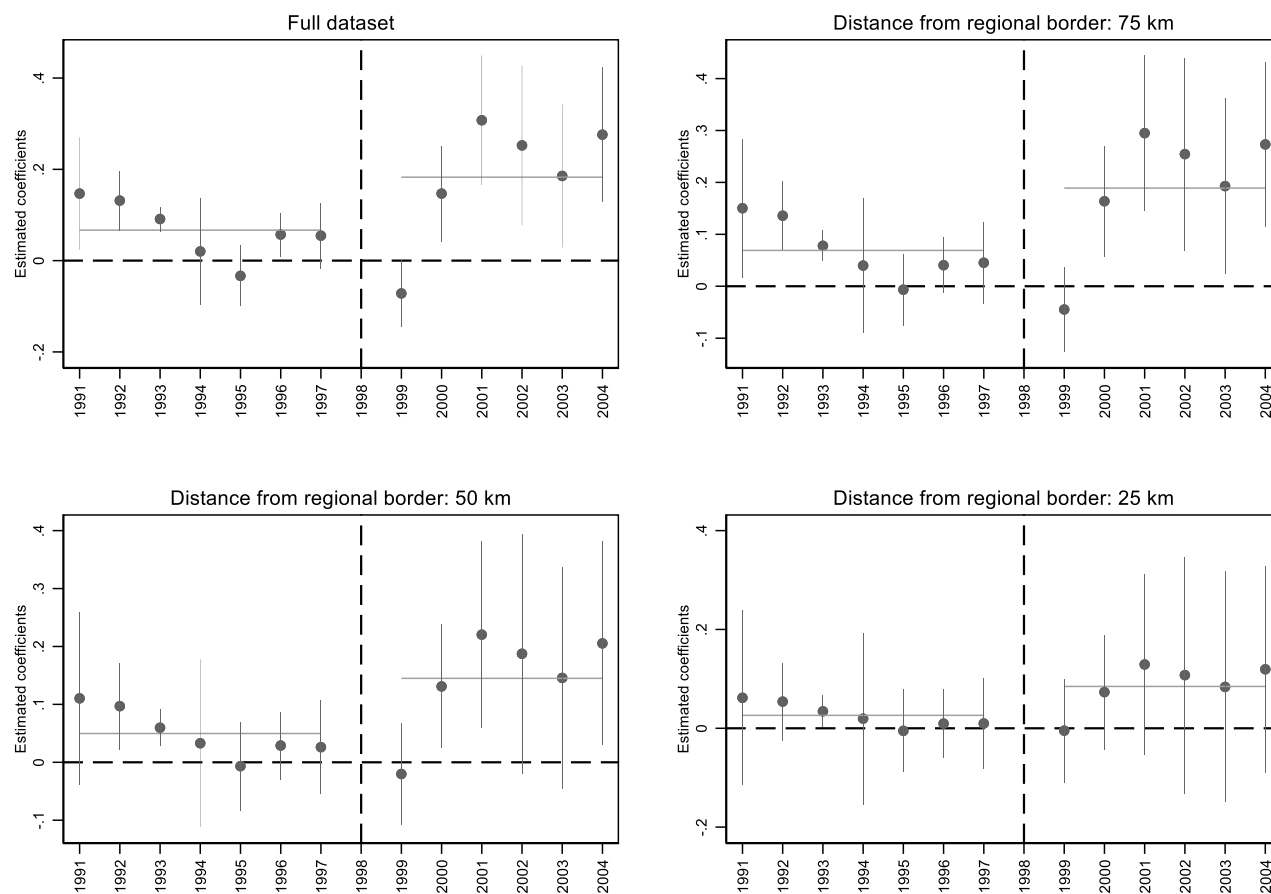 Full dataset
Estimated coefficients
.4
.2
0
-.2
1991 1992 1993 1994 1995 1996 1997 1998 1999 2000 2001 2002 2003 2004
Distance from regional border: 75 km
Estimated coefficients
.4
.3
.2
.1
0
-.1
1991 1992 1993 1994 1995 1996 1997 1998 1999 2000 2001 2002 2003 2004
Distance from regional border: 50 km
Estimated coefficients
.4
.3
.2
.1
0
-.1
1991 1992 1993 1994 1995 1996 1997 1998 1999 2000 2001 2002 2003 2004
Distance from regional border: 25 km
Estimated coefficients
.4
.2
0
-.2
1991 1992 1993 1994 1995 1996 1997 1998 1999 2000 2001 2002 2003 2004